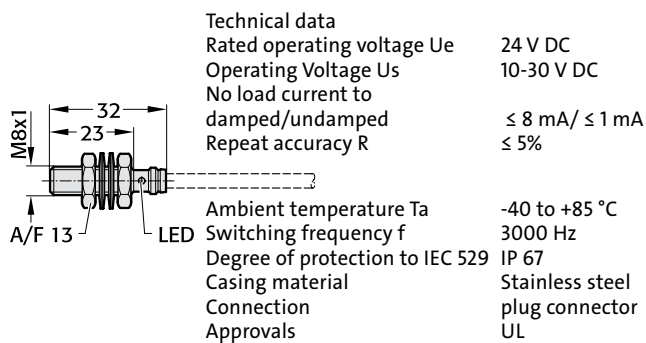 Technical data
Rated operating voltage Ue 24 V DC
Operating Voltage Us 10-30 V DC
No load current to
damped/undamped ≤ 8 mA/ ≤ 1 mA
Repeat accuracy R ≤ 5%
32
23
M8x1
A/F 13
LED
Ambient temperature Ta -40 to +85 °C
Switching frequency f 3000 Hz
Degree of protection to IEC 529 IP 67
Casing material Stainless steel
Connection plug connector
Approvals UL